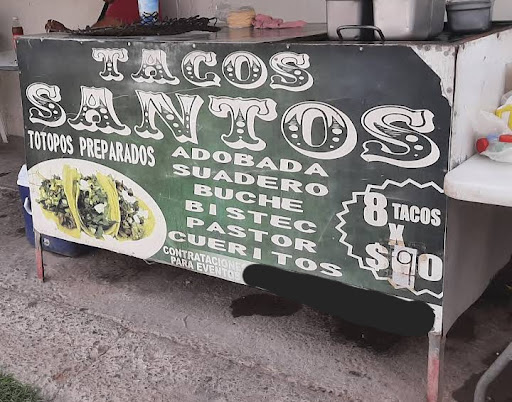 TACOS
SANTOS
TOTOPOS PREPARADOS
ADOBADA
SUADERO
BUCHE
BISTEC
PASTOR
CUERITOS
CONTRATACIONES
PARA EVENTOS
8 TACOS
X
$90